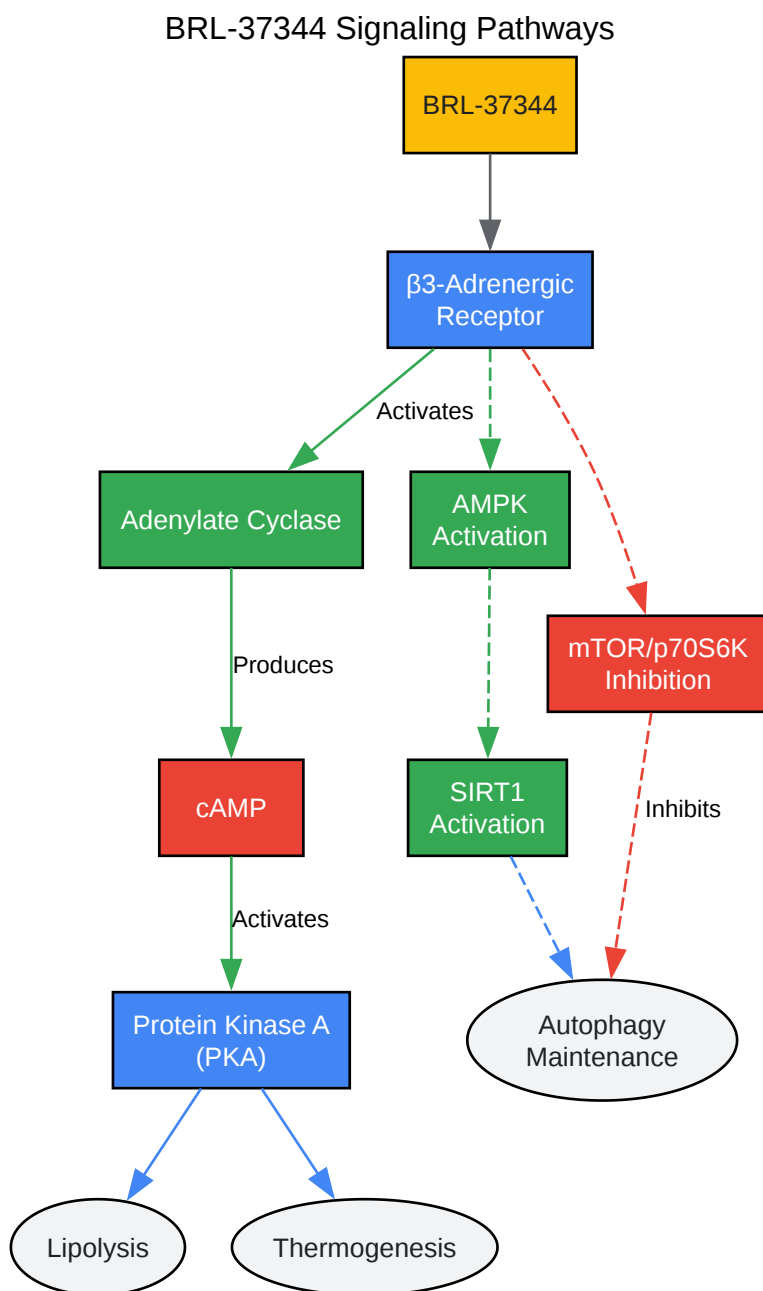 BRL-37344 Signaling Pathways
BRL-37344
β3-Adrenergic
Receptor
Activates
Adenylate Cyclase
AMPK
Activation
mTOR/p70S6K
Inhibition
Produces
cAMP
SIRT1
Activation
Inhibits
Activates
Protein Kinase A
(PKA)
Autophagy
Maintenance
Lipolysis
Thermogenesis